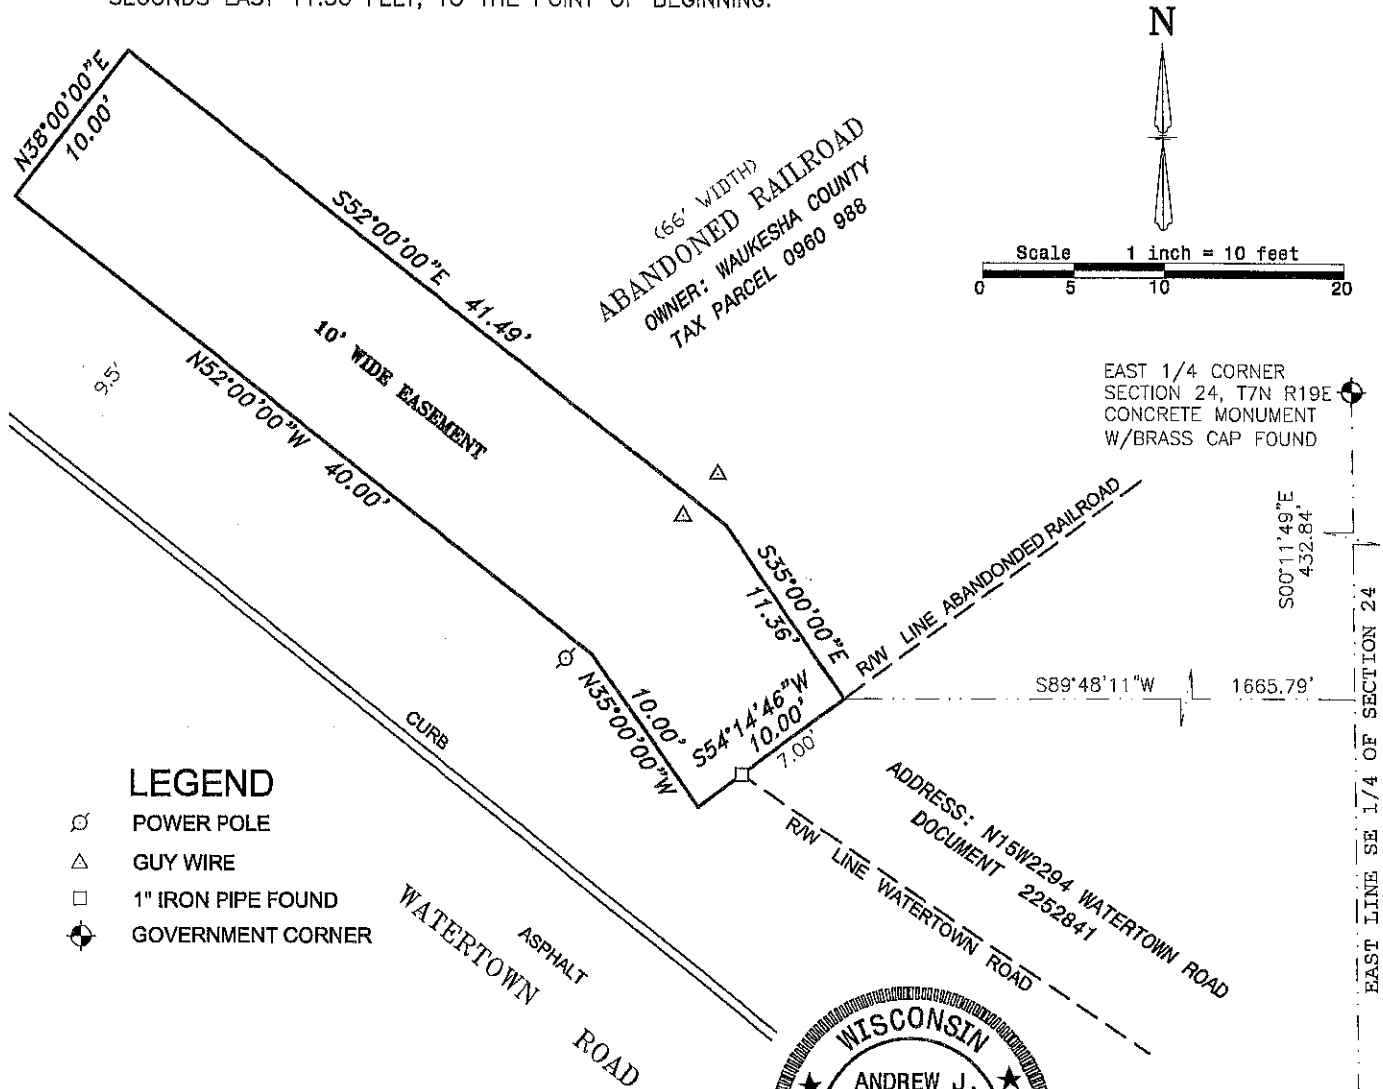 SECONDS EAST 11.36 FEET, TO THE POINT OF BEGINNING.
N
N38°00'00"E
10.00'
S52°00'00"E 41.49'
(66' WIDTH)
ABANDONED RAILROAD
OWNER: WAUKESHA COUNTY
TAX PARCEL 0960 988
Scale 1 inch = 10 feet
0 5 10 20
10' WIDE EASEMENT
9.5'
N52°00'00"W 40.00'
EAST 1/4 CORNER
SECTION 24, T7N R19E
CONCRETE MONUMENT
W/BRASS CAP FOUND
S00°11'49"E
432.84'
S35°00'00"E
11.36'
R/W LINE ABANDONDED RAILROAD
S89°48'11"W 1665.79'
10.00'
N35°00'00"W
S54°14'46"W
10.00'
7.00'
CURB
ADDRESS: N15W2294 WATERTOWN ROAD
DOCUMENT 2252841
R/W LINE WATERTOWN ROAD
EAST LINE SE 1/4 OF SECTION 24
LEGEND
POWER POLE
GUY WIRE
1" IRON PIPE FOUND
GOVERNMENT CORNER
ASPHALT
WATERTOWN ROAD
WISCONSIN
ANDREW J.